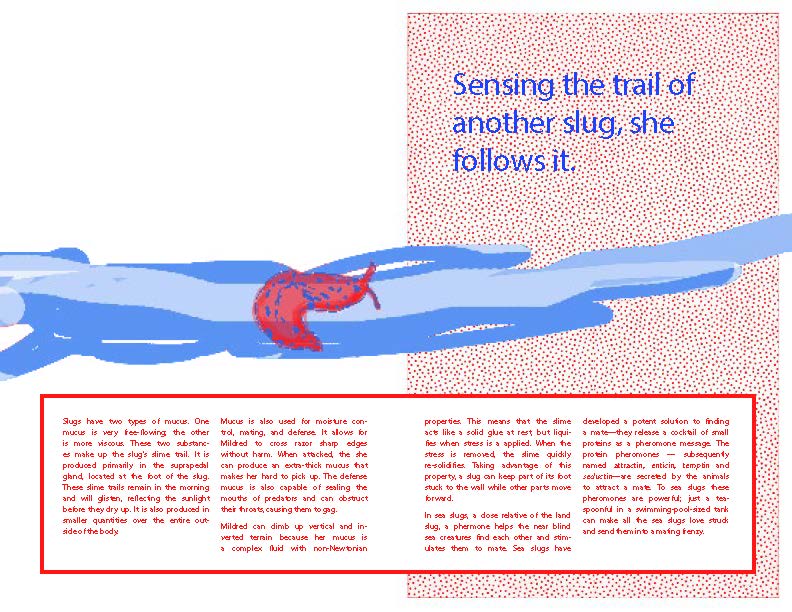 Sensing the trail of
another slug, she
follows it.
Slugs have two types of mucus. One
mucus is very free-flowing; the other
is more viscous. These two substanc-
es make up the slug's slime trail. It is
produced primarily in the suprapedal
gland, located at the foot of the slug.
These slime trails remain in the morning
and will glisten, reflecting the sunlight
before they dry up. It is also produced in
smaller quantities over the entire out-
side of the body.
Mucus is also used for moisture con-
trol, mating, and defense. It allows for
Mildred to cross razor sharp edges
without harm. When attacked, the she
can produce an extra-thick mucus that
makes her hard to pick up. The defense
mucus is also capable of sealing the
mouths of predators and can obstruct
their throats, causing them to gag.
Mildred can climb up vertical and in-
verted terrain because her mucus is
a complex fluid with non-Newtonian
properties. This means that the slime
acts like a solid glue at rest, but liqui-
fies when stress is a applied. When the
stress is removed, the slime quickly
re-solidifies. Taking advantage of this
property, a slug can keep part of its foot
stuck to the wall while other parts move
forward.
In sea slugs, a close relative of the land
slug, a phermone helps the near blind
sea creatures find each other and stim-
ulates them to mate. Sea slugs have
developed a potent solution to finding
a mate—they release a cocktail of small
proteins as a pheromone message. The
protein pheromones — subsequently
named attractin, enticin, temptin and
seductin—are secreted by the animals
to attract a mate. To sea slugs these
pheromones are powerful; just a tea-
spoonful in a swimming-pool-sized tank
can make all the sea slugs love struck
and send them into a mating frenzy.